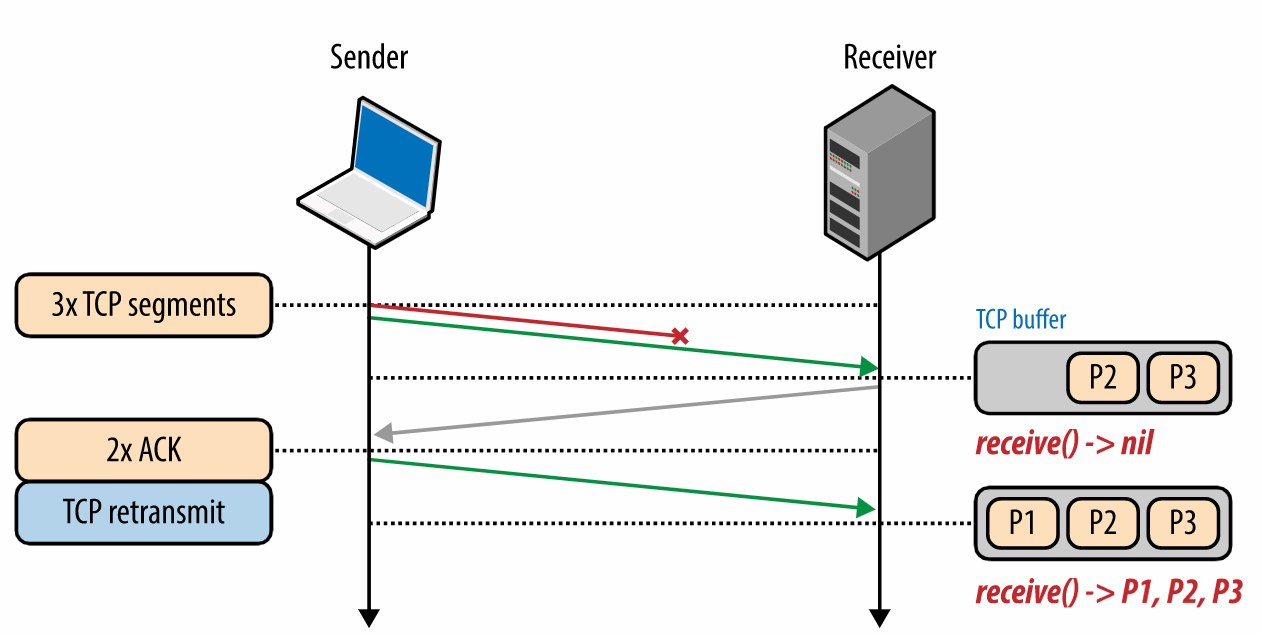 Sender
Receiver
3x TCP segments
TCP buffer
P2 P3
receive() -> nil
2x ACK
TCP retransmit
P1 P2 P3
receive() -> P1, P2, P3